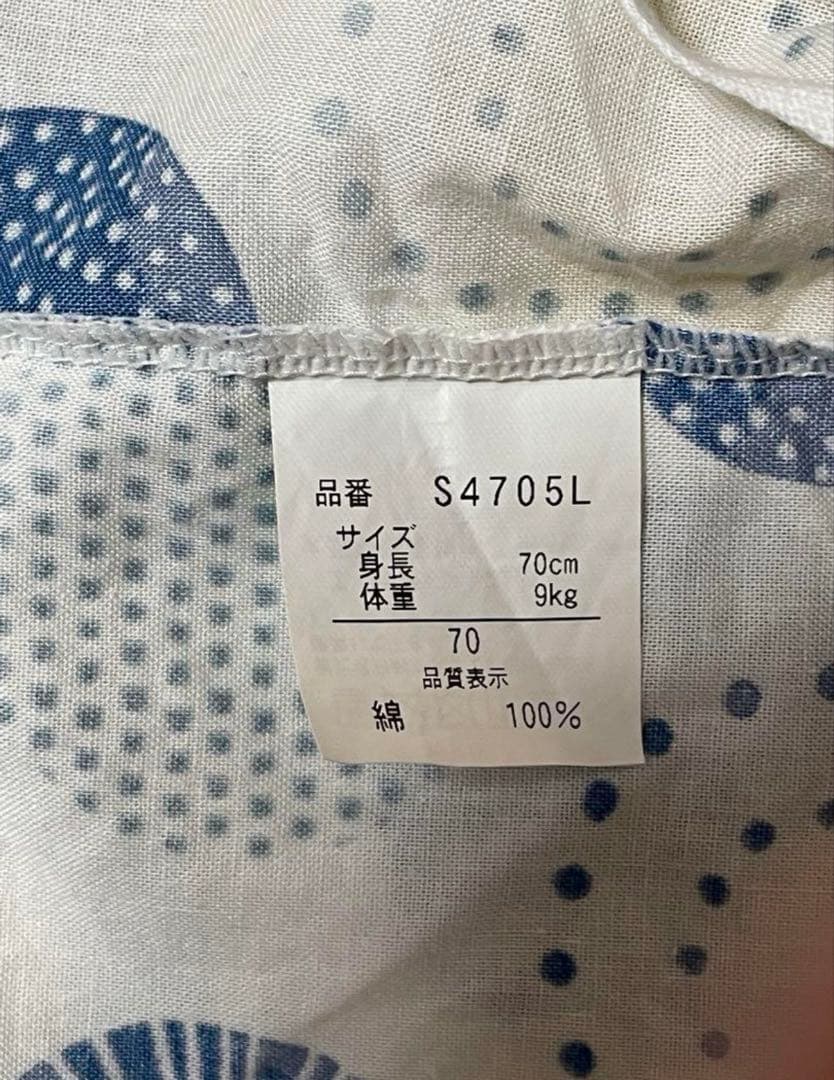 品番 S4705L
サイズ
身長 70cm
体重 9kg
70
品質表示
綿 100%